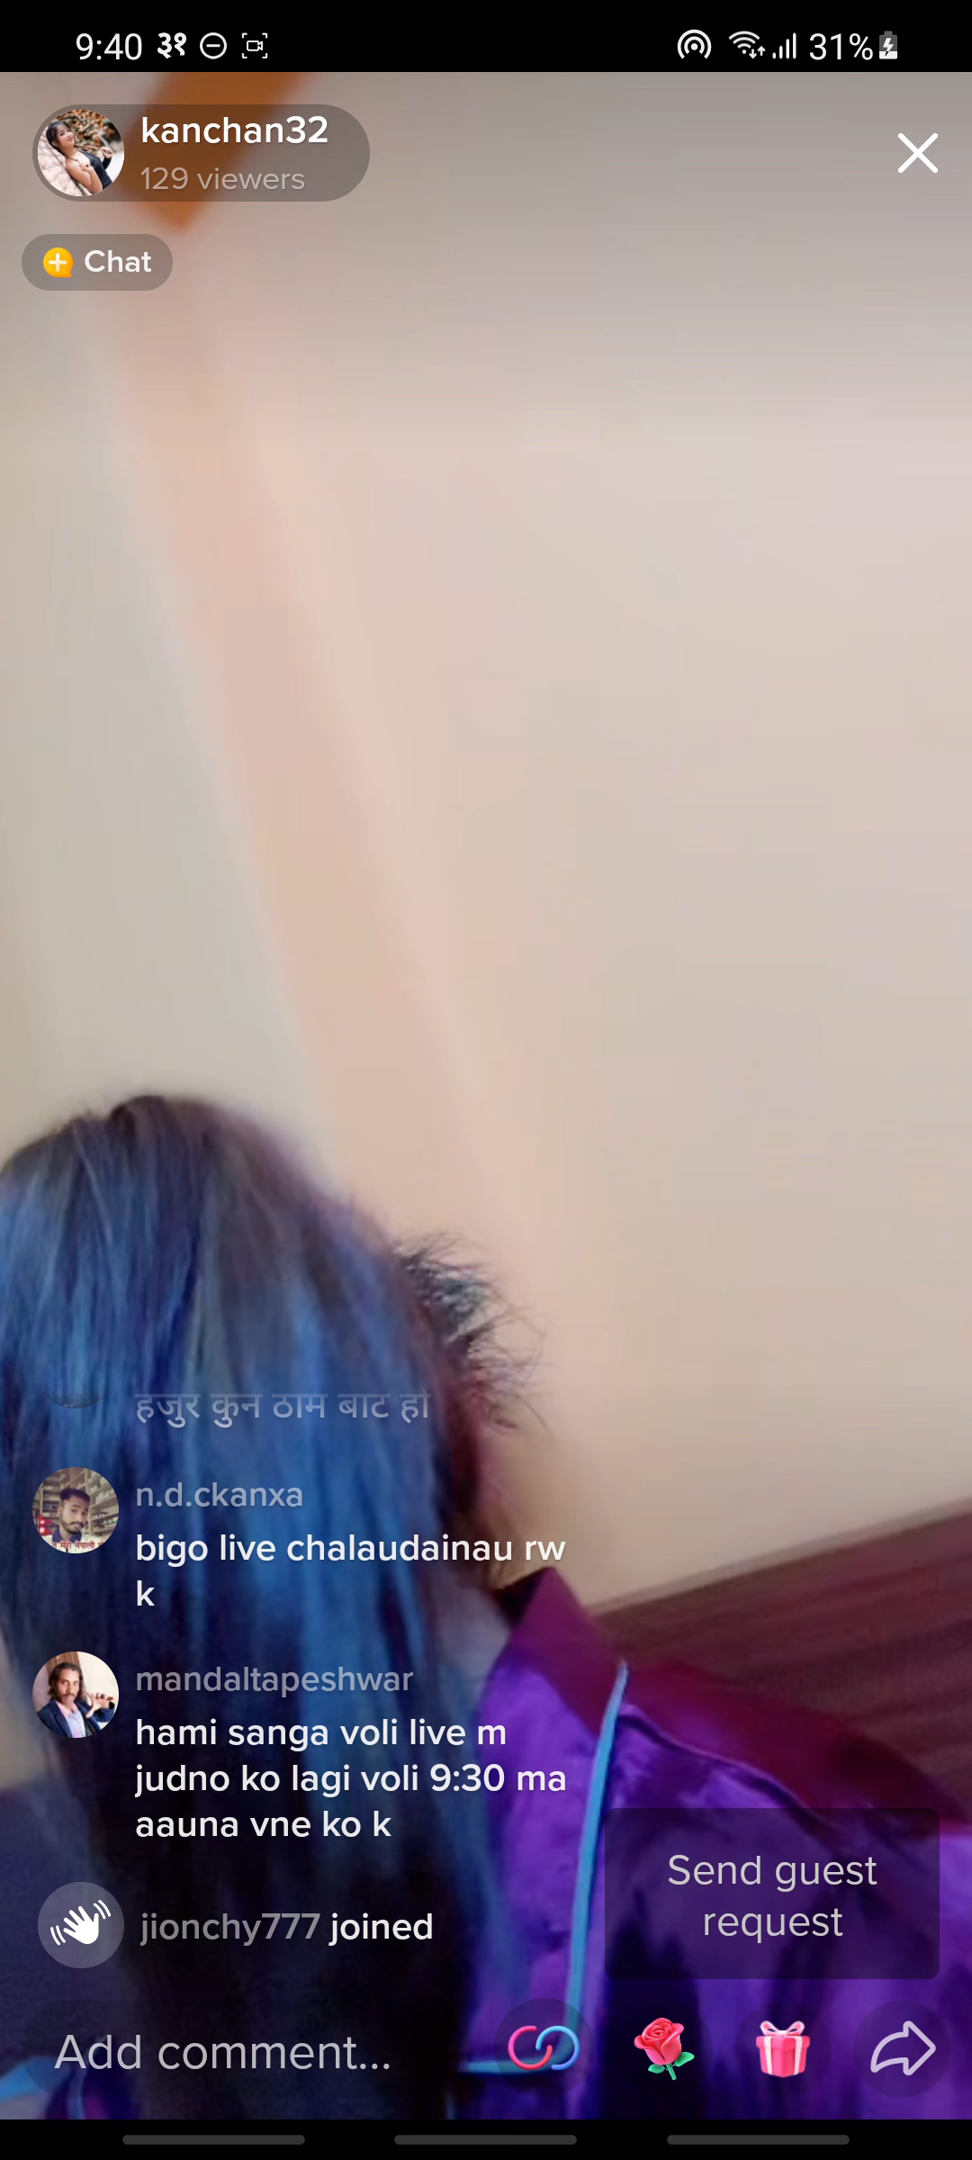 9:40 ३१ 31%
kanchan32
129 viewers
Chat
हजुर कुन ठाम बाट हो
n.d.ckanxa
bigo live chalaudainau rw
k
mandaltapeshwar
hami sanga voli live m
judno ko lagi voli 9:30 ma
aauna vne ko k
Send guest
request
jionchy777 joined
Add comment...